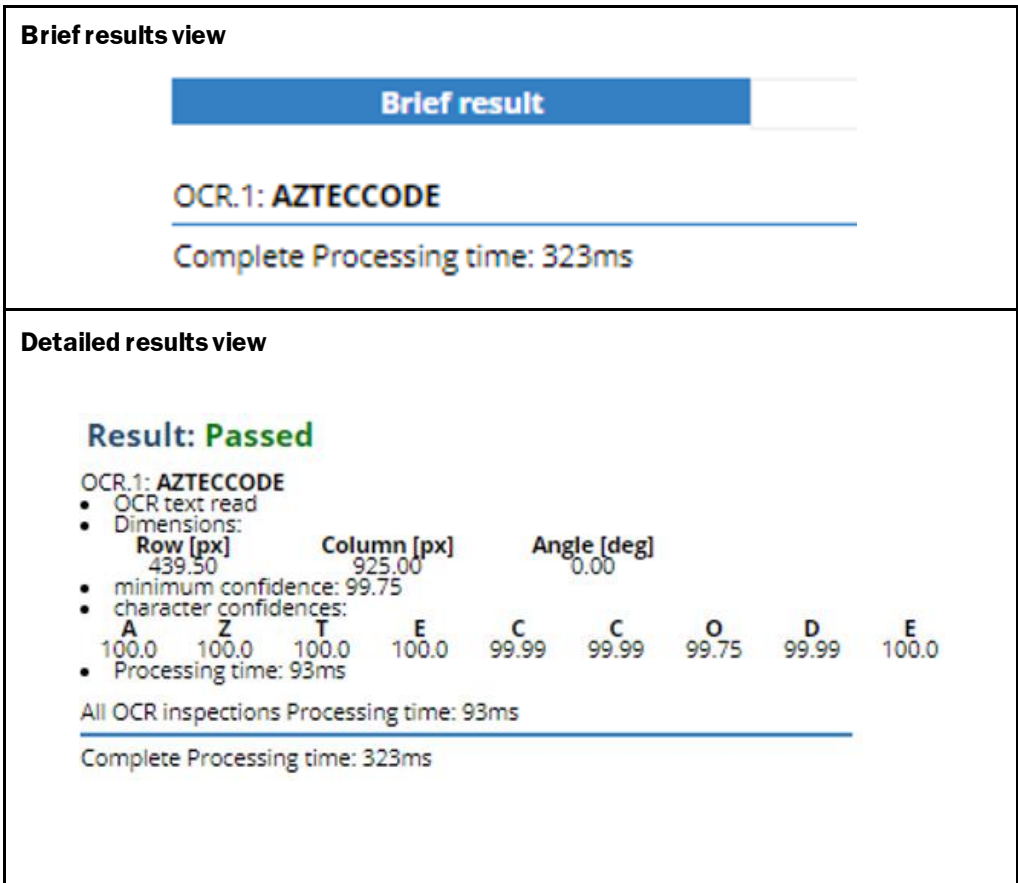 Brief results view
Brief result
OCR.1: AZTECCODE
Complete Processing time: 323ms
Detailed results view
Result: Passed
OCR.1: AZTECCODE
• OCR text read
• Dimensions:
Row [px] Column [px] Angle [deg]
439.50 925.00 0.00
• minimum confidence: 99.75
• character confidences:
A Z T E C C O D E
100.0 100.0 100.0 100.0 99.99 99.99 99.75 99.99 100.0
• Processing time: 93ms
All OCR inspections Processing time: 93ms
Complete Processing time: 323ms